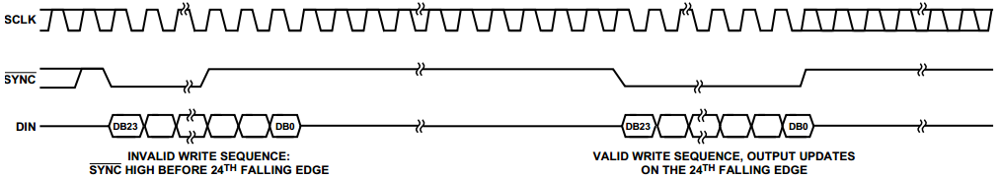 SCLK
SYNC
DIN
DB23
DB0
DB23
DB0
INVALID WRITE SEQUENCE:
SYNC HIGH BEFORE 24TH FALLING EDGE
VALID WRITE SEQUENCE, OUTPUT UPDATES
ON THE 24TH FALLING EDGE